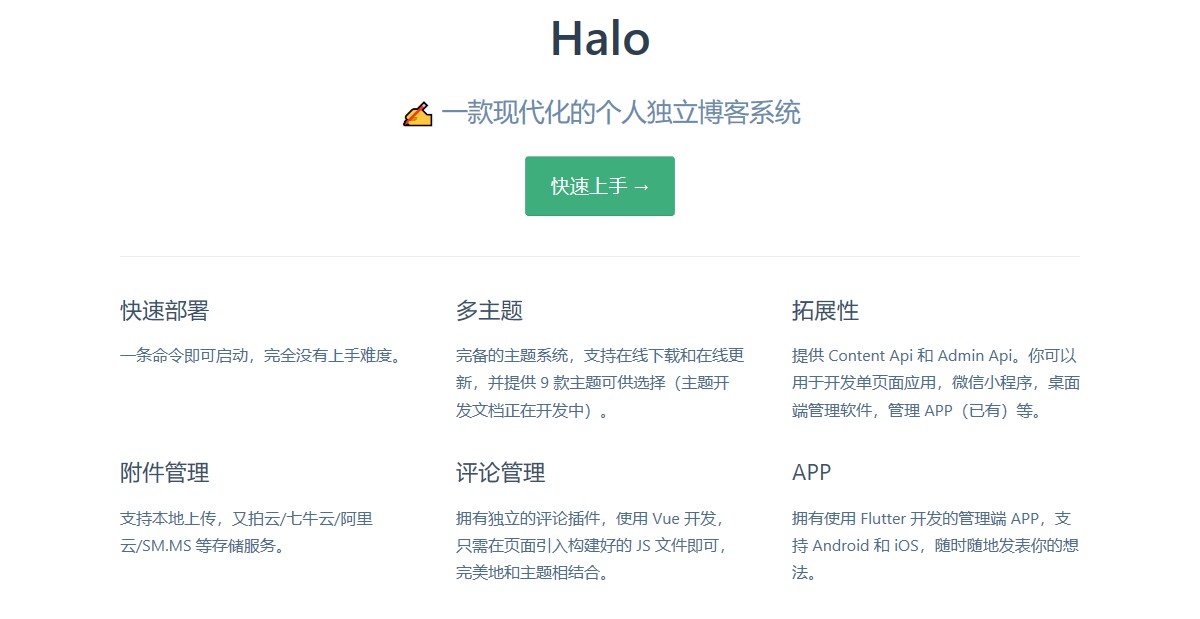 Halo
✍️ 一款现代化的个人独立博客系统
快速上手 →
快速部署
一条命令即可启动，完全没有上手难度。
多主题
完备的主题系统，支持在线下载和在线更
新，并提供 9 款主题可供选择（主题开
发文档正在开发中）。
拓展性
提供 Content Api 和 Admin Api。你可以
用于开发单页面应用，微信小程序，桌面
端管理软件，管理 APP（已有）等。
附件管理
支持本地上传，又拍云/七牛云/阿里
云/SM.MS 等存储服务。
评论管理
拥有独立的评论插件，使用 Vue 开发，
只需在页面引入构建好的 JS 文件即可，
完美地和主题相结合。
APP
拥有使用 Flutter 开发的管理端 APP，支
持 Android 和 iOS，随时随地发表你的想
法。